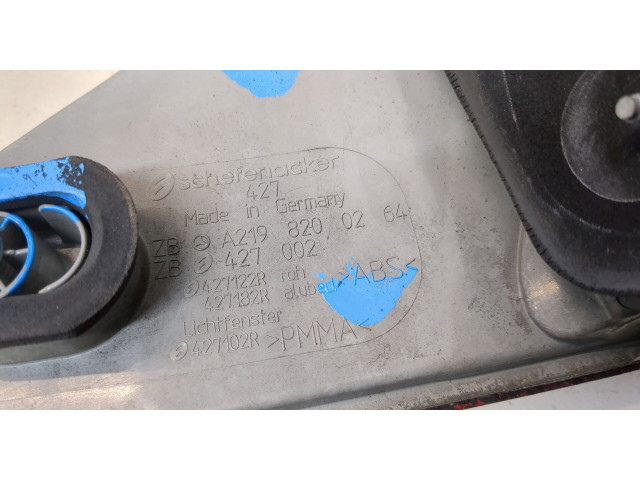 schefenacker
427
Made in Germany
ZB A219 820 02 64
ZB 427 002
427122R roh >ABS<
427182R alubed
Lichtfenster
427102R >PMMA<